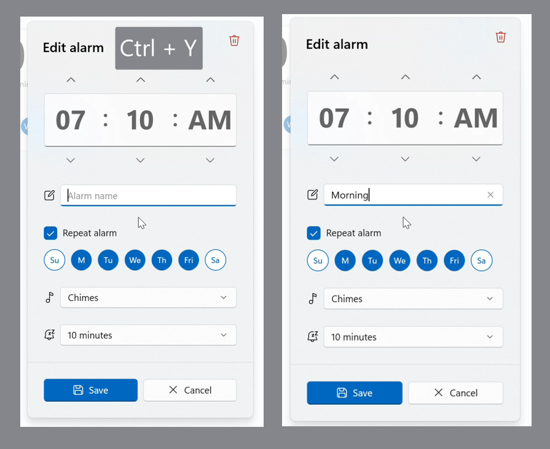 Edit alarm
Ctrl + Y
07 : 10 : AM
Alarm name
Repeat alarm
Su M Tu We Th Fri Sa
Chimes
10 minutes
Save Cancel
Edit alarm
07 : 10 : AM
Morning
Repeat alarm
Su M Tu We Th Fri Sa
Chimes
10 minutes
Save Cancel